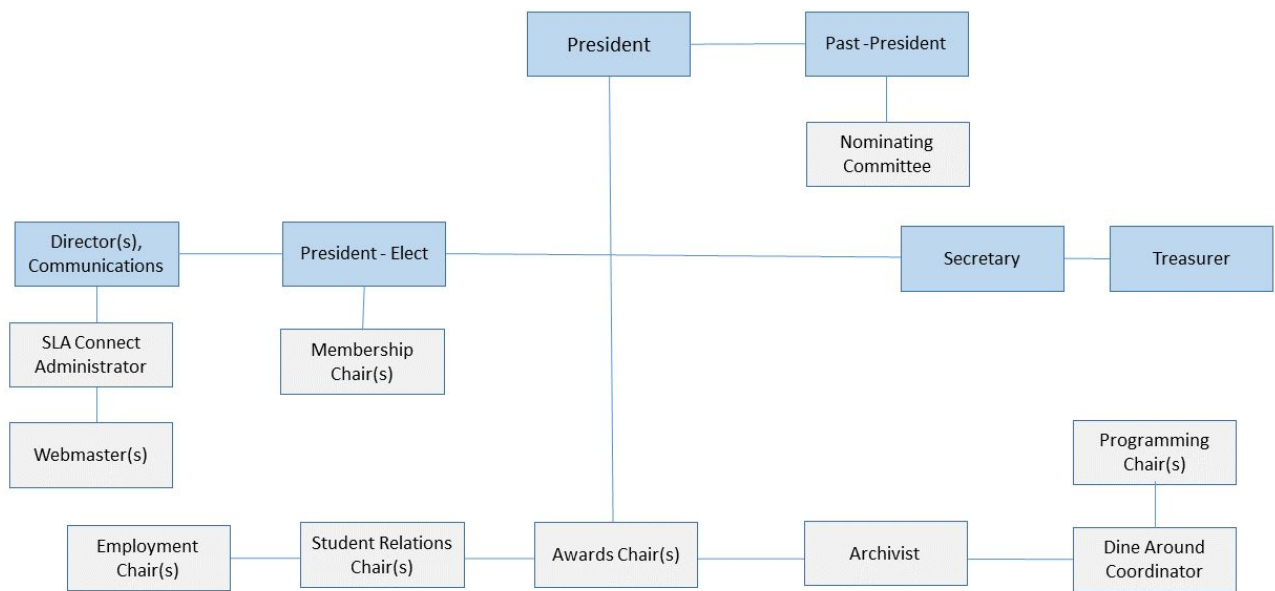 President
Past -President
Nominating
Committee
Director(s),
Communications
President - Elect
Secretary
Treasurer
SLA Connect
Administrator
Membership
Chair(s)
Webmaster(s)
Programming
Chair(s)
Employment
Chair(s)
Student Relations
Chair(s)
Awards Chair(s)
Archivist
Dine Around
Coordinator